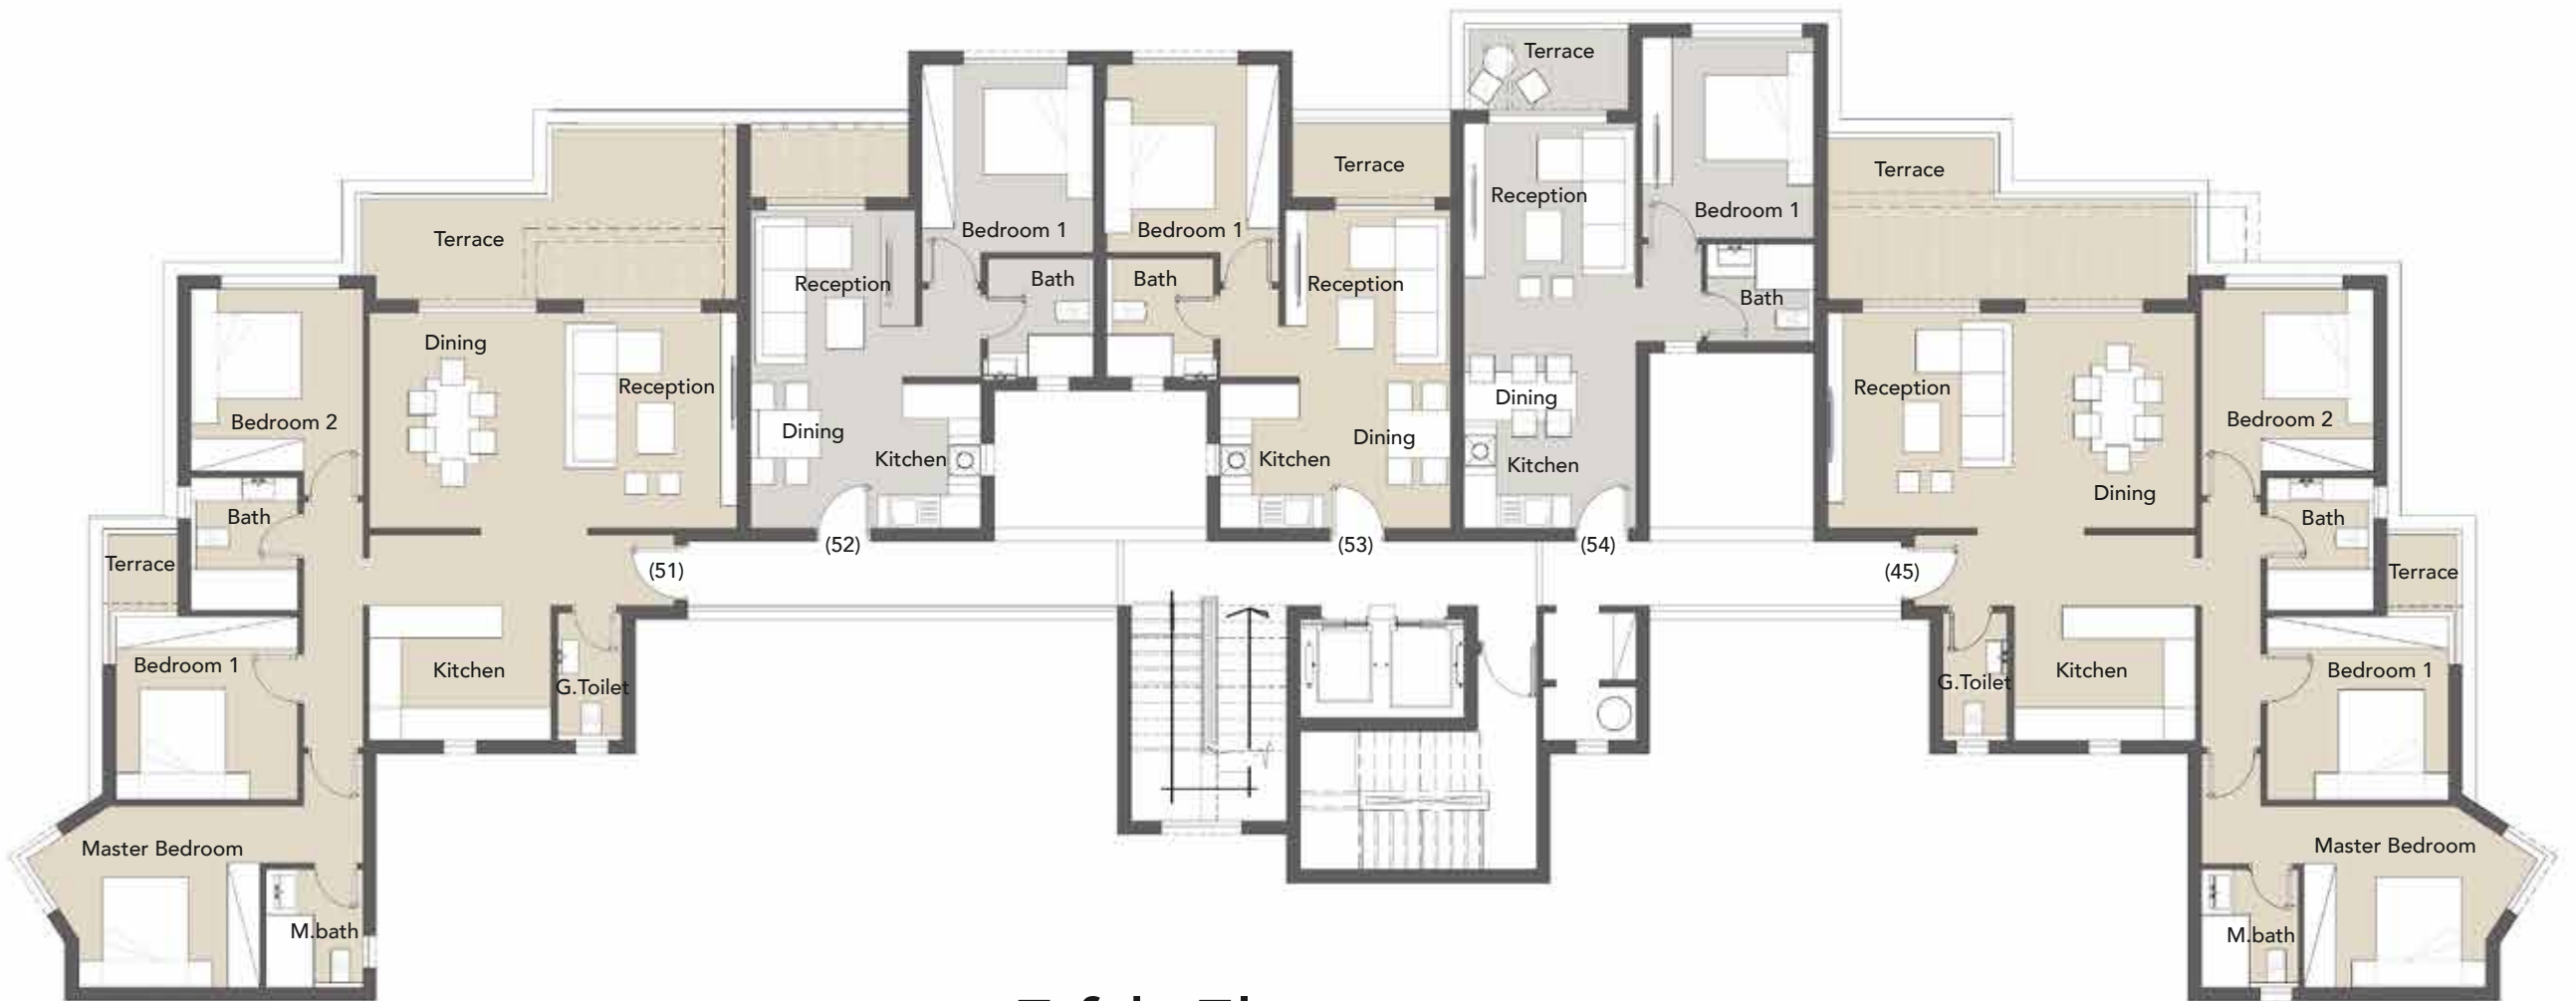 Terrace
Dining
Reception
Bedroom 2
Bath
Terrace
Bedroom 1
Kitchen
G.Toilet
Master Bedroom
M.bath
(51)
Reception
Bedroom 1
Bath
Dining
Kitchen
(52)
Bedroom 1
Bath
Terrace
Reception
Kitchen
Dining
(53)
Terrace
Reception
Bedroom 1
Bath
Dining
Kitchen
(54)
Terrace
Reception
Dining
Bedroom 2
Bath
Terrace
(45)
G.Toilet
Kitchen
Bedroom 1
Master Bedroom
M.bath